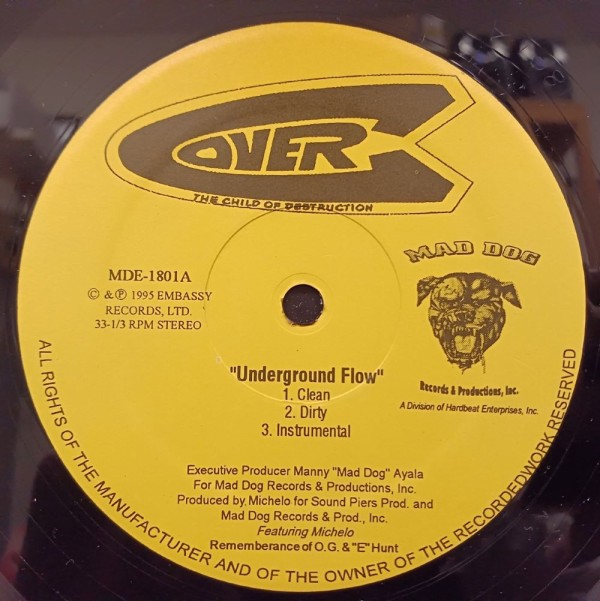 COVER
THE CHILD OF DESTRUCTION
MDE-1801A
© & ℗ 1995 EMBASSY
RECORDS, LTD.
33-1/3 RPM STEREO
MAD DOG
Records & Productions, Inc.
A Division of Hardbeat Enterprises, Inc.
"Underground Flow"
1. Clean
2. Dirty
3. Instrumental
Executive Producer Manny "Mad Dog" Ayala
For Mad Dog Records & Productions, Inc.
Produced by Michelo for Sound Piers Prod. and
Mad Dog Records & Prod., Inc.
Featuring Michelo
Rememberance of O.G. & "E" Hunt
ALL RIGHTS OF THE MANUFACTURER AND OF THE OWNER OF THE RECORDEDWORK RESERVED